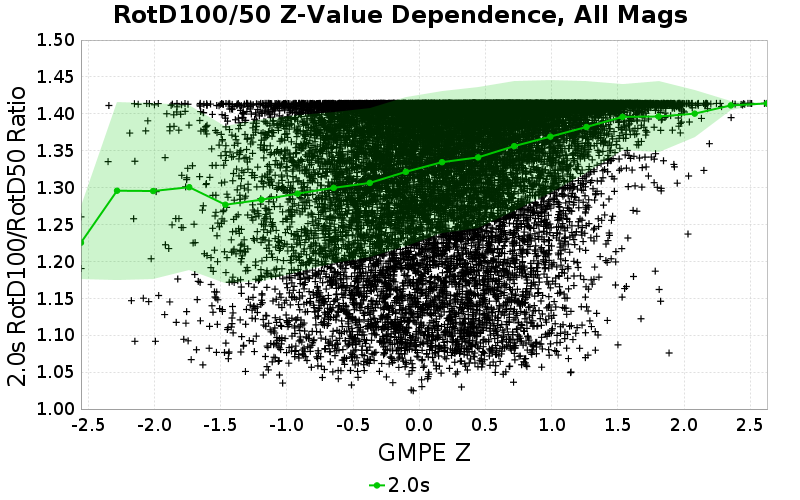 RotD100/50 Z-Value Dependence, All Mags
2.0s RotD100/RotD50 Ratio
1.50
1.45
1.40
1.35
1.30
1.25
1.20
1.15
1.10
1.05
1.00
-2.5 -2.0 -1.5 -1.0 -0.5 0.0 0.5 1.0 1.5 2.0 2.5
GMPE Z
2.0s